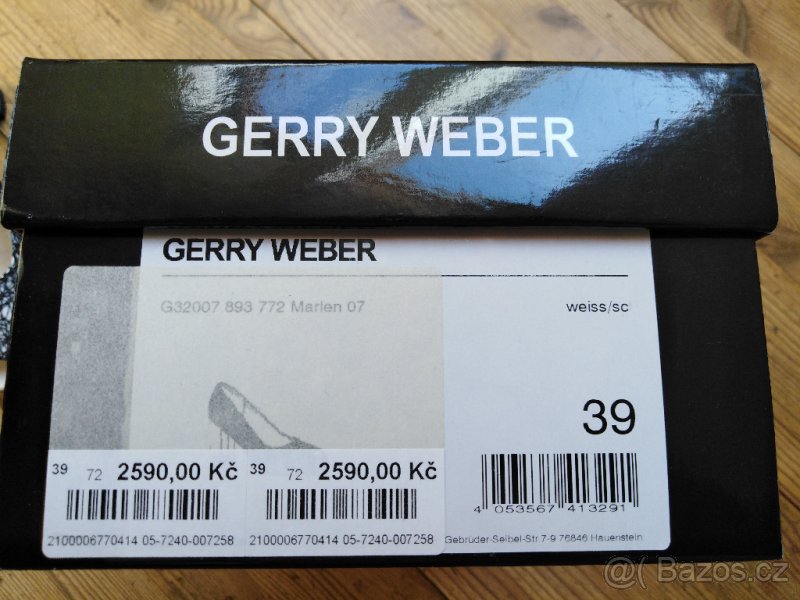 GERRY WEBER
GERRY WEBER
G32007 893 772 Marlen 07
weiss/sc
39
39 72 2590,00 Kč
39 72 2590,00 Kč
4 053567 413291
2100006770414 05-7240-007258
2100006770414 05-7240-007258
Gebrüder-Seibel-Str.7-9 76846 Hauenstein
@( Bazoš.cz